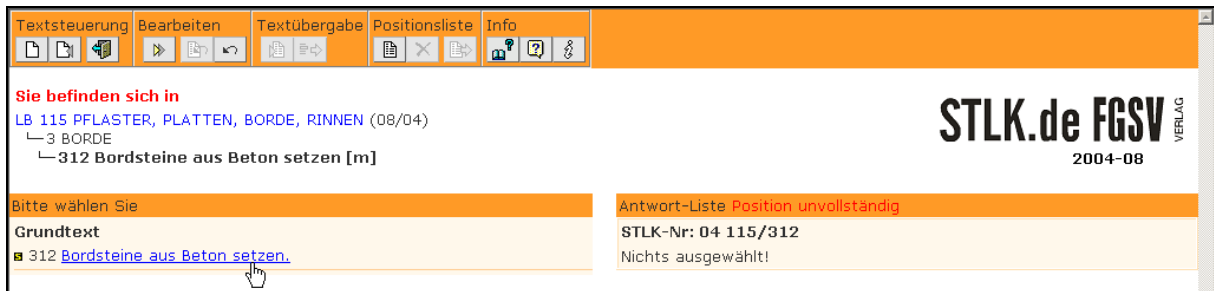 Textsteuerung Bearbeiten Textübergabe Positionsliste Info
Sie befinden sich in
LB 115 PFLASTER, PLATTEN, BORDE, RINNEN (08/04)
3 BORDE
312 Bordsteine aus Beton setzen [m]
STLK.de FGSV VERLAG
2004-08
Bitte wählen Sie
Grundtext
s 312 Bordsteine aus Beton setzen.
Antwort-Liste Position unvollständig
STLK-Nr: 04 115/312
Nichts ausgewählt!